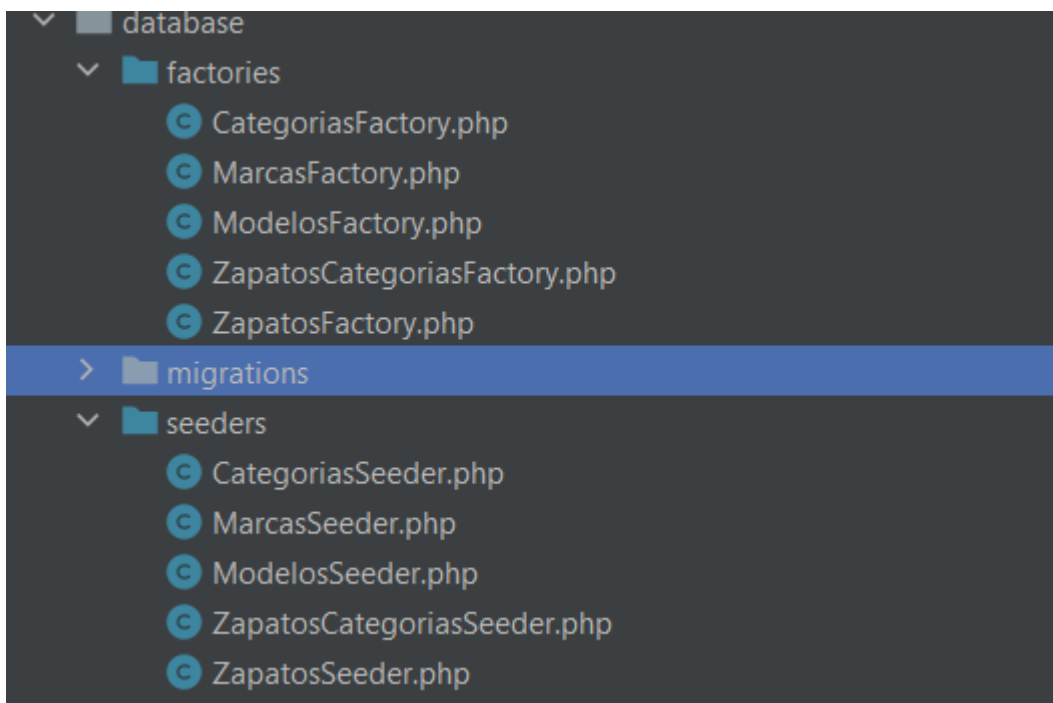 database
factories
C CategoriasFactory.php
C MarcasFactory.php
C ModelosFactory.php
C ZapatosCategoriasFactory.php
C ZapatosFactory.php
migrations
seeders
C CategoriasSeeder.php
C MarcasSeeder.php
C ModelosSeeder.php
C ZapatosCategoriasSeeder.php
C ZapatosSeeder.php